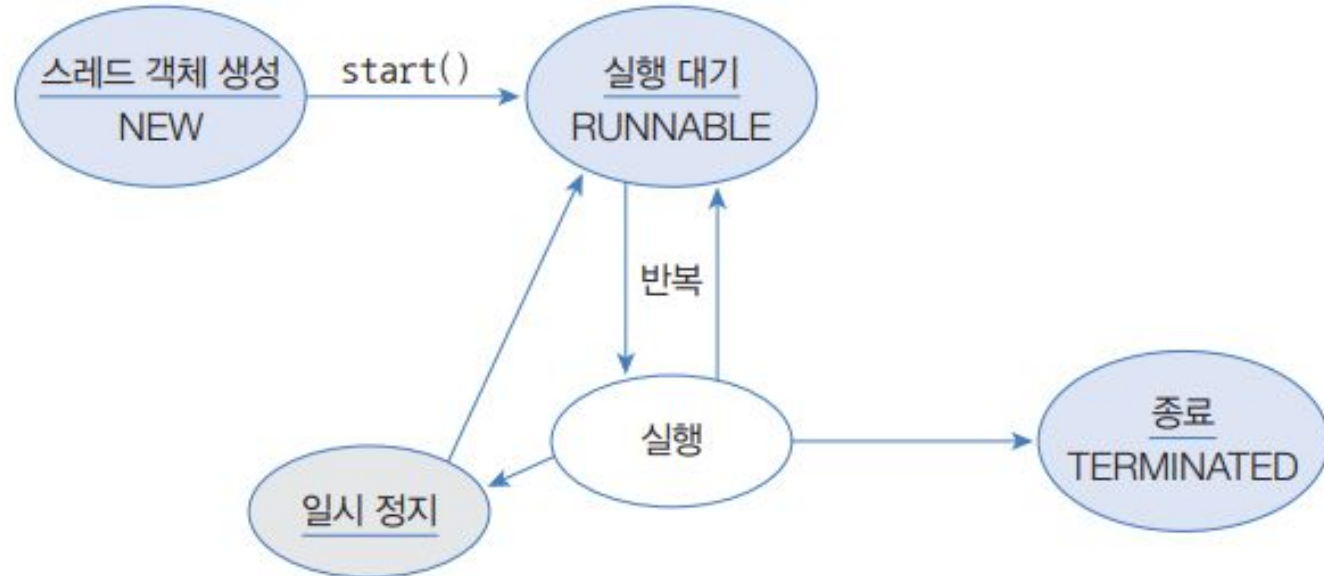 스레드 객체 생성
NEW
start()
실행 대기
RUNNABLE
반복
실행
일시 정지
종료
TERMINATED